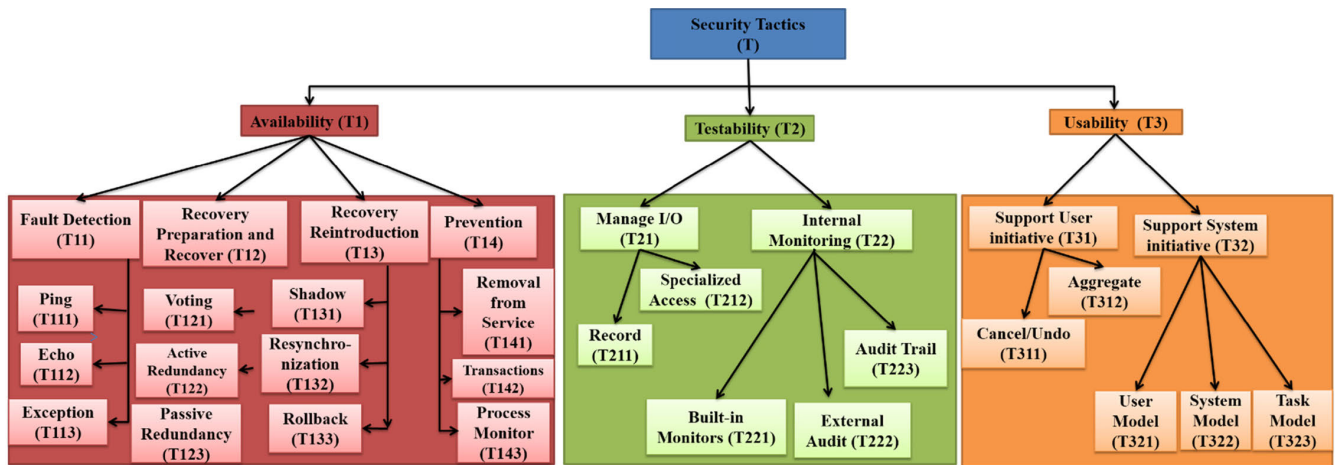 Security Tactics
(T)
Availability (T1)
Testability (T2)
Usability  (T3)
Fault Detection
(T11)
Recovery
Preparation and
Recover (T12)
Recovery
Reintroduction
(T13)
Prevention
(T14)
Ping
(T111)
Echo
(T112)
Exception
(T113)
Voting
(T121)
Active
Redundancy
(T122)
Passive
Redundancy
(T123)
Shadow
(T131)
Resynchro-
nization
(T132)
Rollback
(T133)
Removal
from
Service
(T141)
Transactions
(T142)
Process
Monitor
(T143)
Manage I/O
(T21)
Internal
Monitoring (T22)
Specialized
Access (T212)
Record
(T211)
Audit Trail
(T223)
Built-in
Monitors (T221)
External
Audit (T222)
Support User
initiative (T31)
Support System
initiative (T32)
Aggregate
(T312)
Cancel/Undo
(T311)
User
Model
(T321)
System
Model
(T322)
Task
Model
(T323)